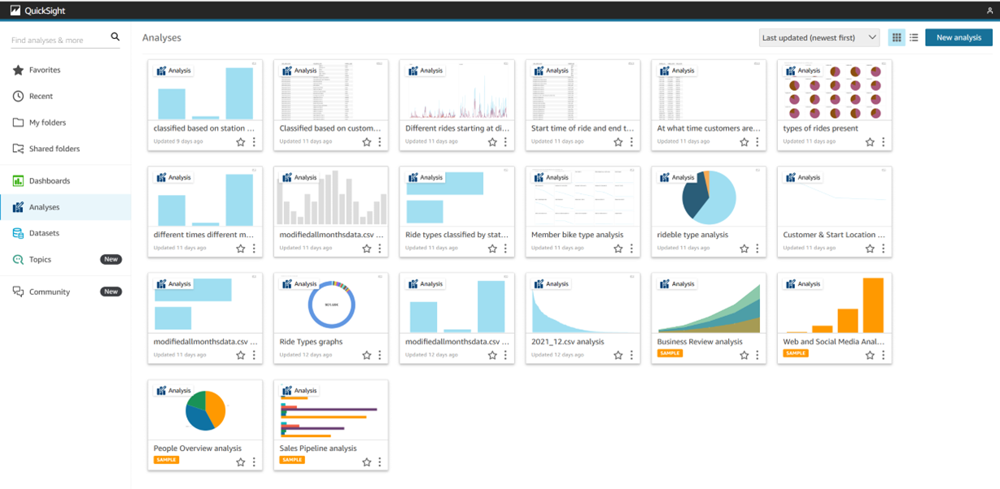 QuickSight
Find analyses & more
Favorites
Recent
My folders
Shared folders
Dashboards
Analyses
Datasets
Topics New
Community New
Analyses
Last updated (newest first)
New analysis
Analysis
classified based on station ...
Updated 9 days ago
Analysis
Classified based on custom...
Updated 11 days ago
Analysis
Different rides starting at di...
Updated 11 days ago
Analysis
Start time of ride and end t...
Updated 11 days ago
Analysis
At what time customers are...
Updated 11 days ago
Analysis
types of rides present
Updated 11 days ago
Analysis
different times different m...
Updated 11 days ago
Analysis
modifiedallmonthsdata.csv ...
Updated 11 days ago
Analysis
Ride types classified by stat...
Updated 11 days ago
Analysis
Member bike type analysis
Updated 11 days ago
Analysis
rideble type analysis
Updated 11 days ago
Analysis
Customer & Start Location ...
Updated 11 days ago
Analysis
modifiedallmonthsdata.csv ...
Updated 11 days ago
Analysis
Ride Types graphs
Updated 12 days ago
Analysis
modifiedallmonthsdata.csv ...
Updated 12 days ago
Analysis
2021_12.csv analysis
Updated 12 days ago
Analysis
Business Review analysis
SAMPLE
Analysis
Web and Social Media Anal...
SAMPLE
Analysis
People Overview analysis
SAMPLE
Analysis
Sales Pipeline analysis
SAMPLE